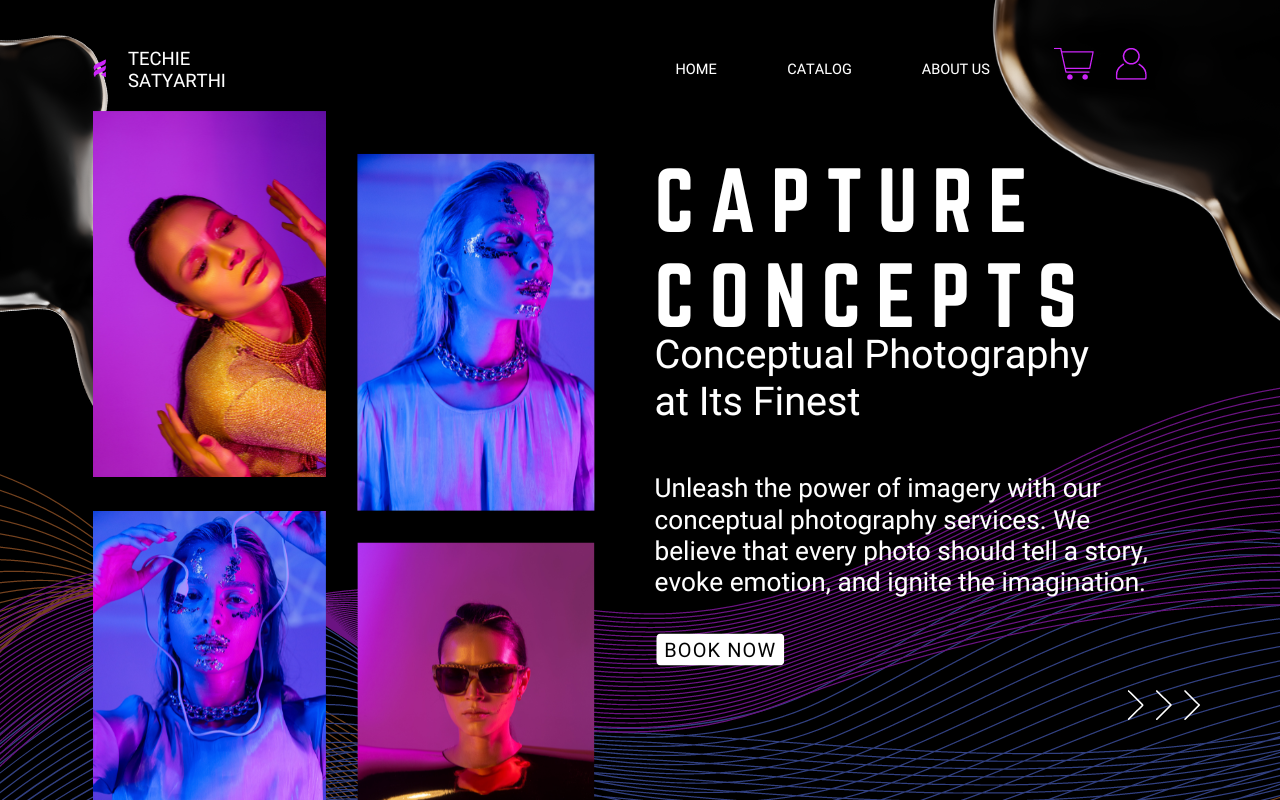 TECHIE
SATYARTHI
HOME
CATALOG
ABOUT US
CAPTURE
CONCEPTS
Conceptual Photography
at Its Finest
Unleash the power of imagery with our
conceptual photography services. We
believe that every photo should tell a story,
evoke emotion, and ignite the imagination.
BOOK NOW